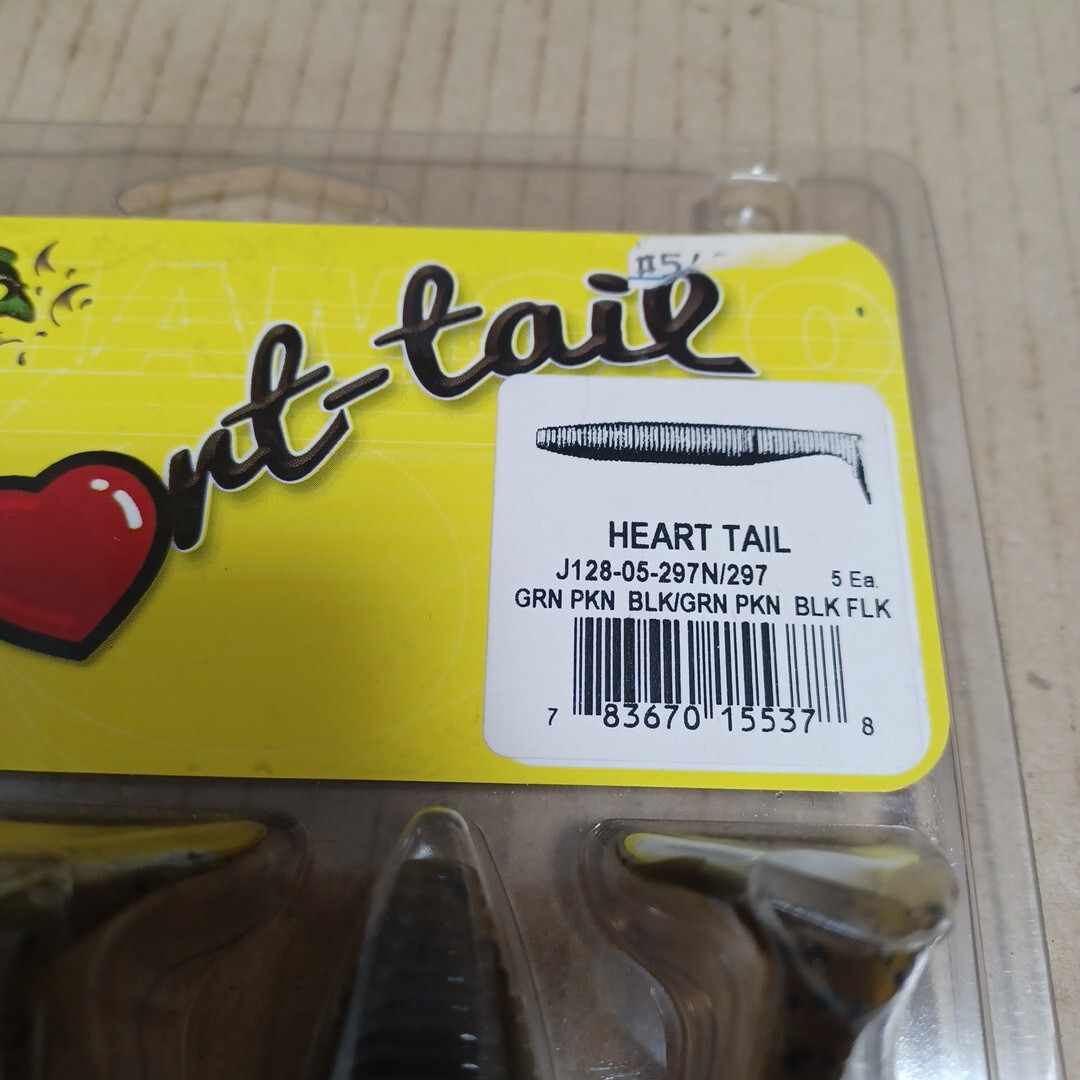 nt-tail
HEART TAIL
J128-05-297N/297 5 Ea.
GRN PKN BLK/GRN PKN BLK FLK
7 83670 15537 8